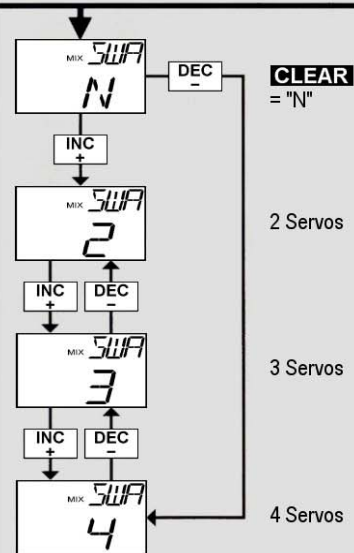 MIX SWA
N
DEC
–
CLEAR
= "N"
INC
+
MIX SWA
2
2 Servos
INC
+
DEC
–
MIX SWA
3
3 Servos
INC
+
DEC
–
MIX SWA
4
4 Servos